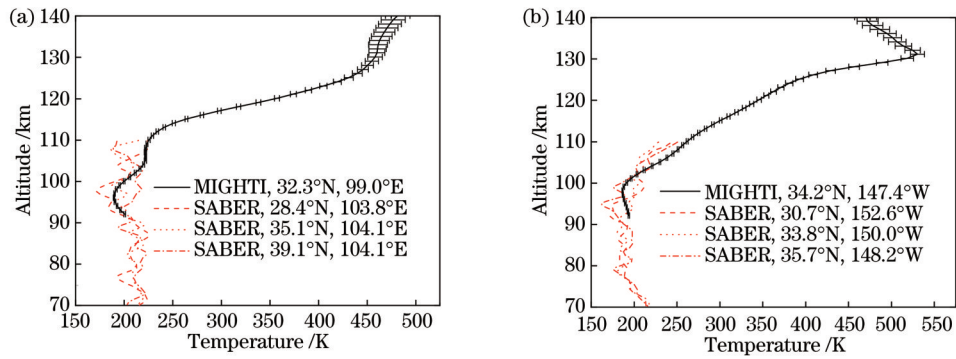 (a)
140
130
120
110
100
90
80
70
Altitude /km
MIGHTI, 32.3°N, 99.0°E
SABER, 28.4°N, 103.8°E
SABER, 35.1°N, 104.1°E
SABER, 39.1°N, 104.1°E
150 200 250 300 350 400 450 500
Temperature /K
(b)
140
130
120
110
100
90
80
70
Altitude /km
MIGHTI, 34.2°N, 147.4°W
SABER, 30.7°N, 152.6°W
SABER, 33.8°N, 150.0°W
SABER, 35.7°N, 148.2°W
150 200 250 300 350 400 450 500 550
Temperature /K